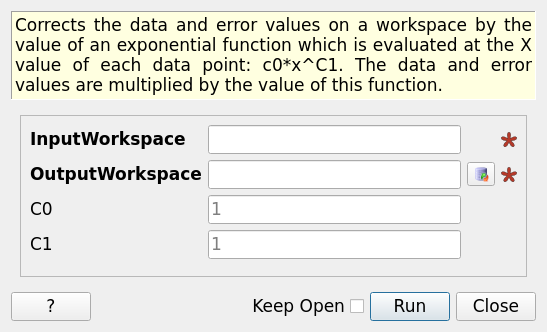 Corrects the data and error values on a workspace by the
value of an exponential function which is evaluated at the X
value of each data point: c0*x^C1. The data and error
values are multiplied by the value of this function.
InputWorkspace *
OutputWorkspace *
C0 1
C1 1
? Keep Open Run Close